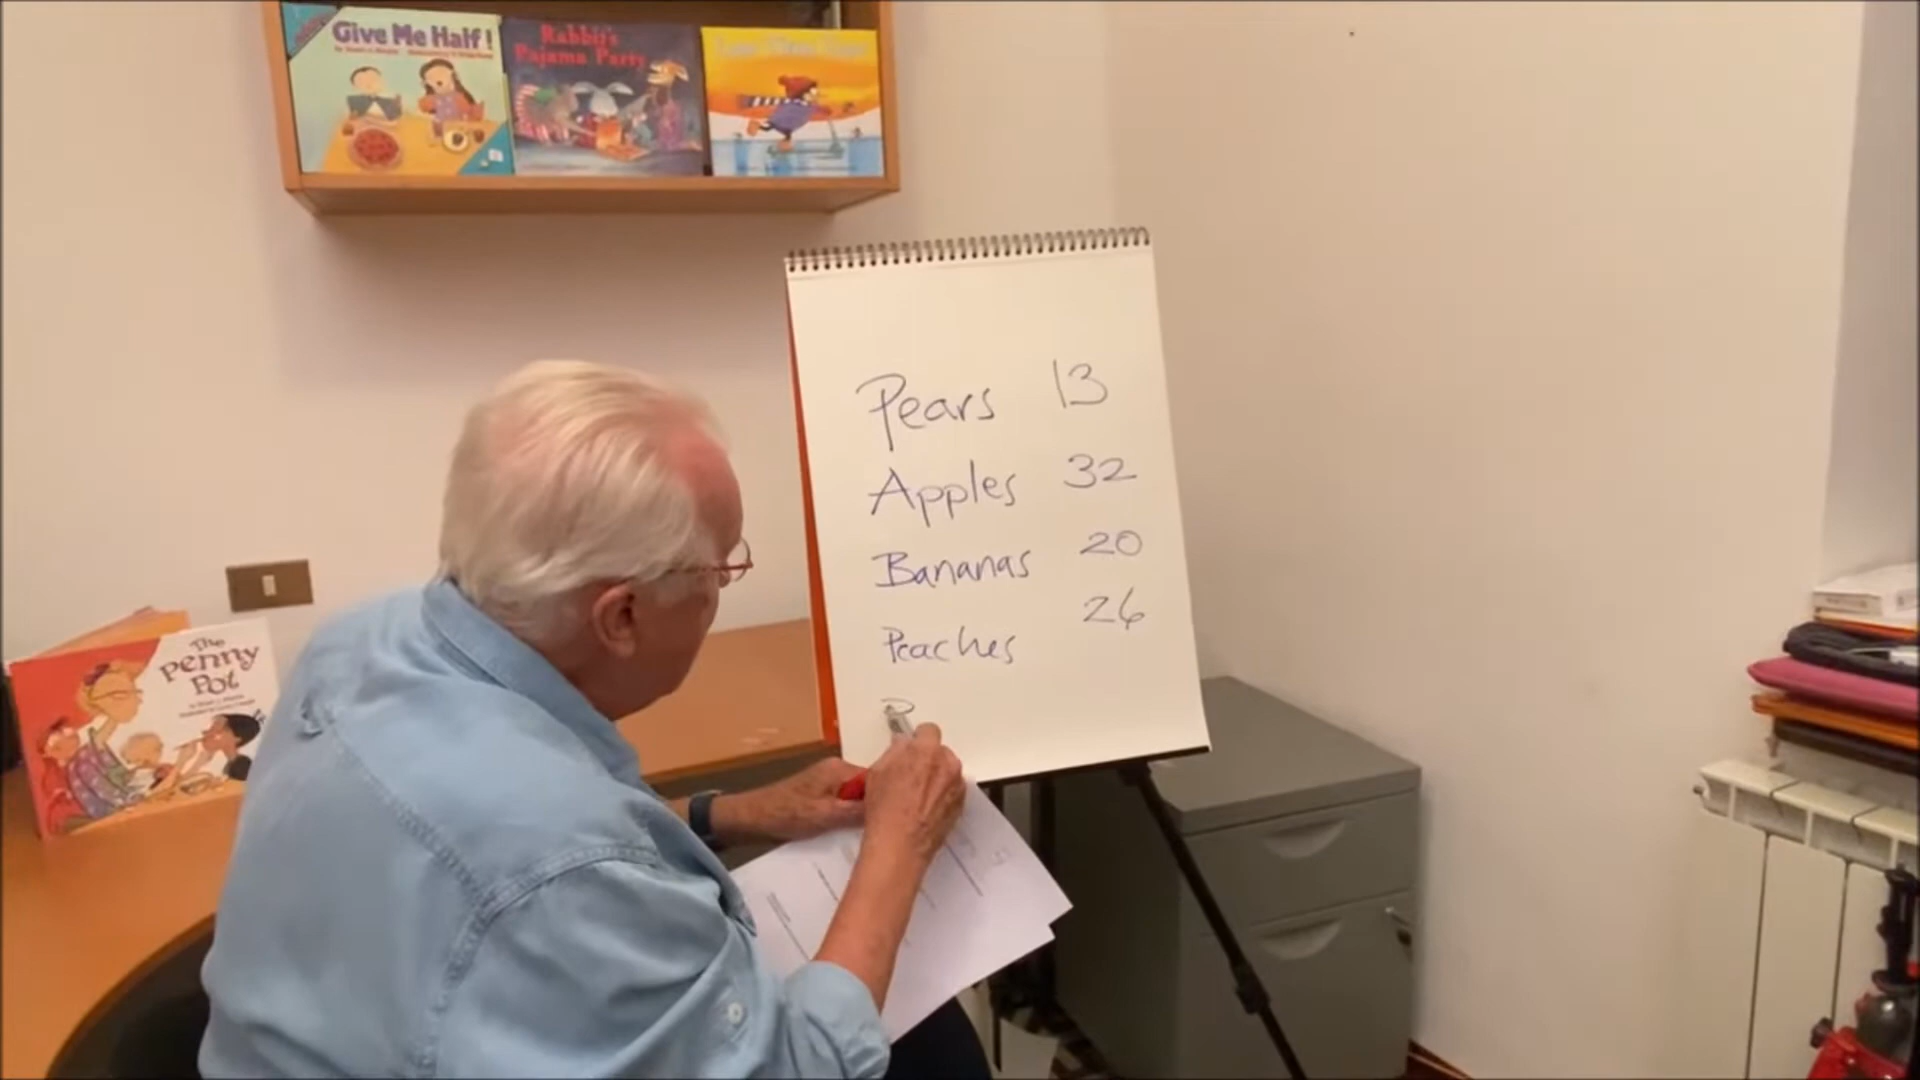 Give Me Half!
Rabbit's
Pajama Party
The
Penny
Pot
Pears 13
Apples 32
Bananas 20
Peaches 26
P